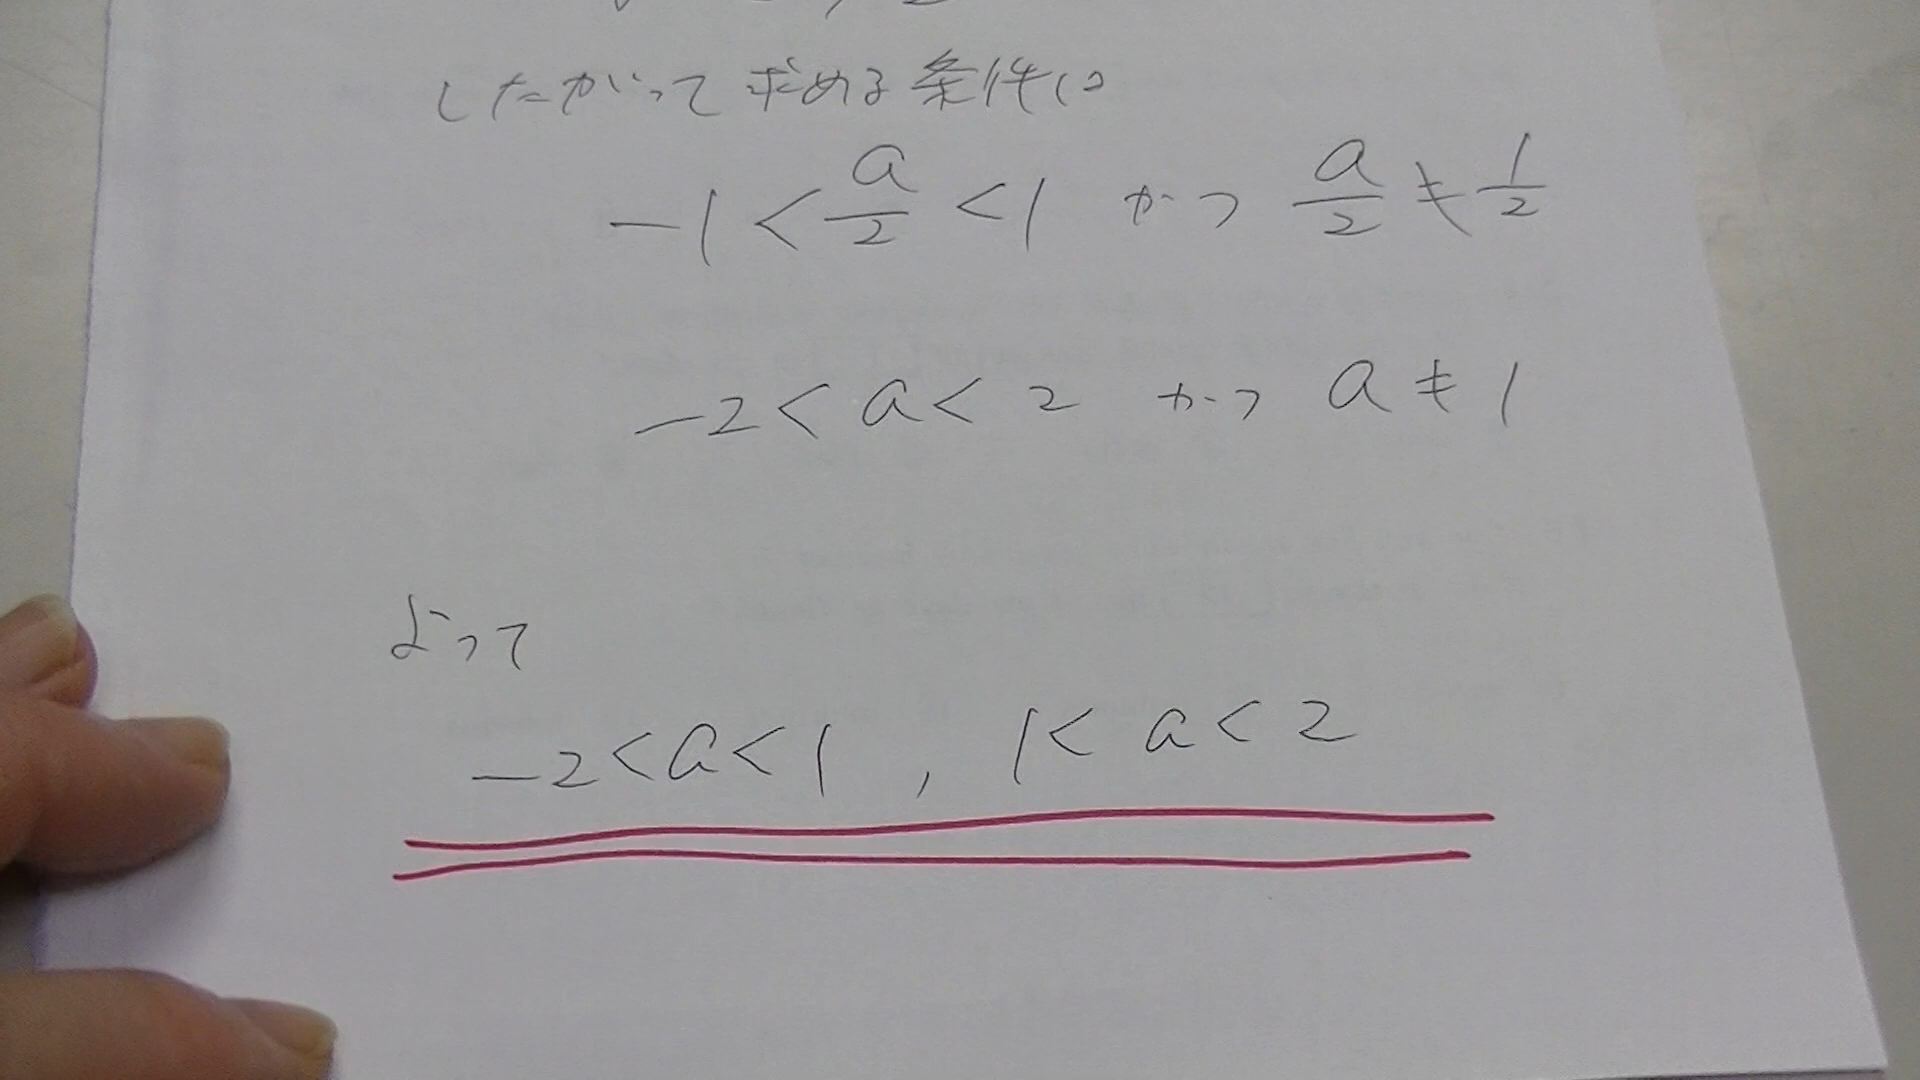 したがって求める条件は
-1 < a/2 < 1 かつ a/2 ≠ 1/2
-2 < a < 2 かつ a ≠ 1
よって
-2 < a < 1 , 1 < a < 2